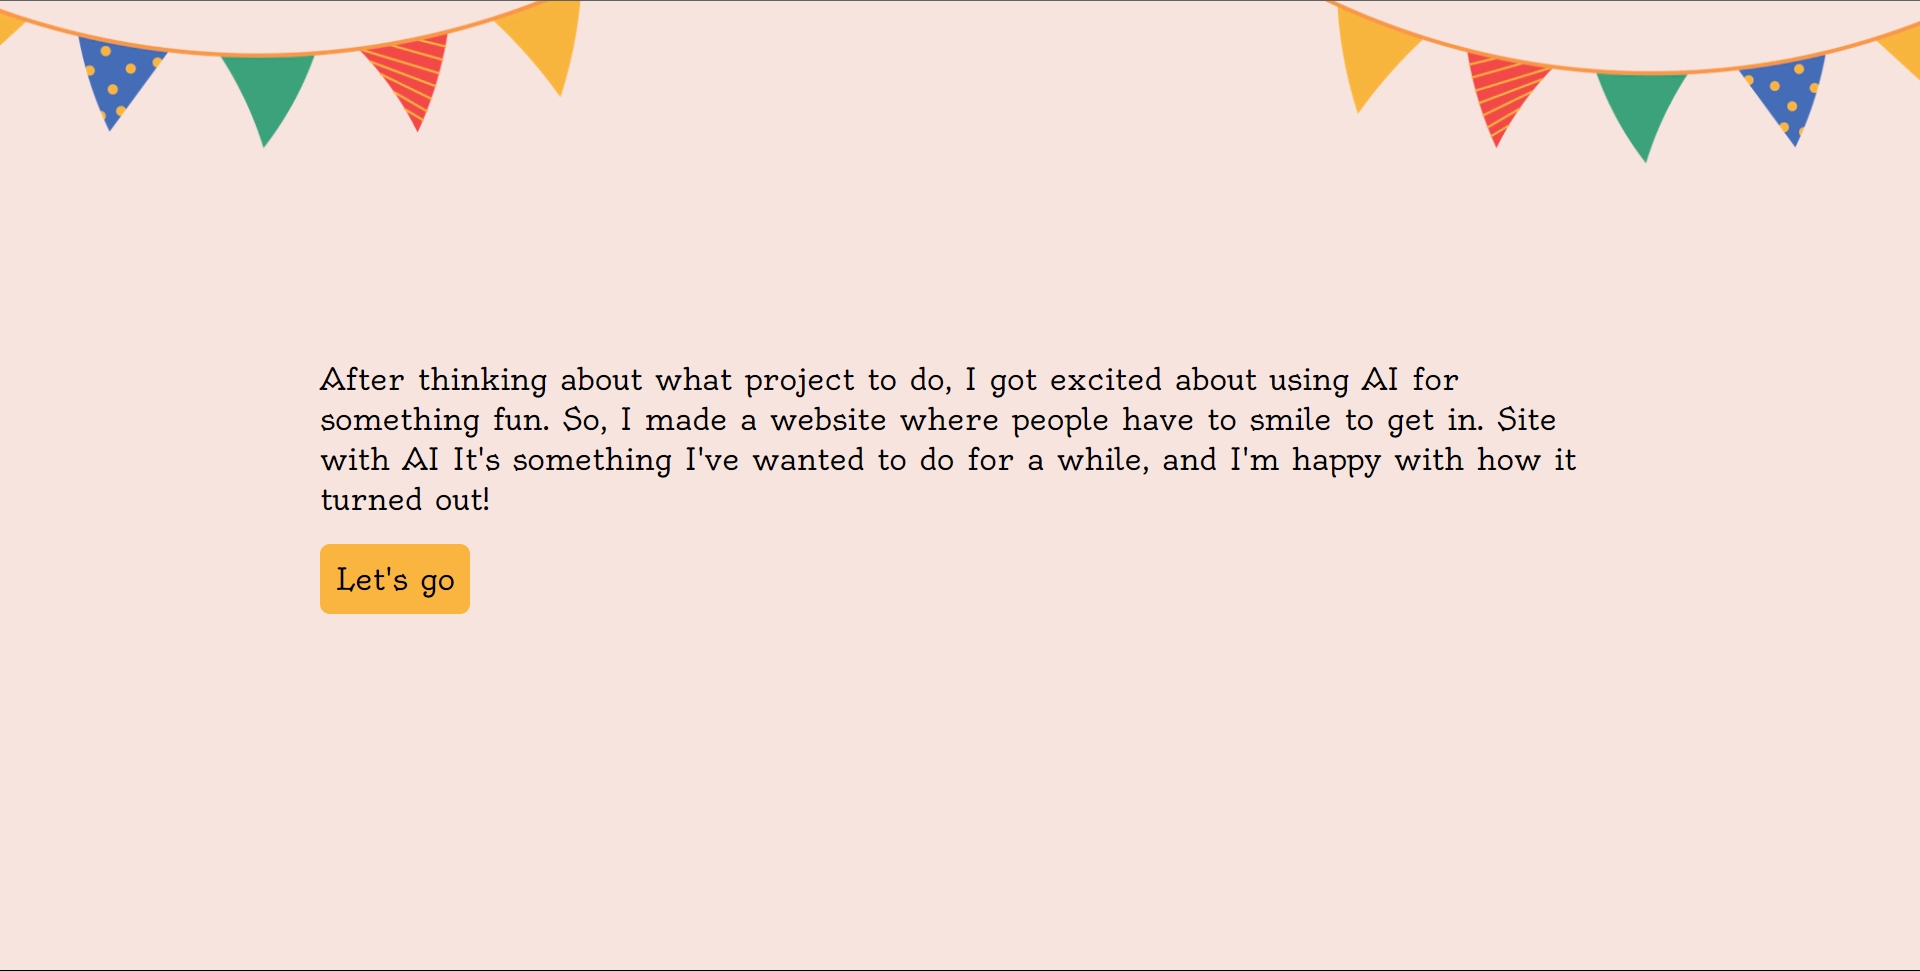 After thinking about what project to do, I got excited about using AI for
something fun. So, I made a website where people have to smile to get in. Site
with AI It's something I've wanted to do for a while, and I'm happy with how it
turned out!
Let's go